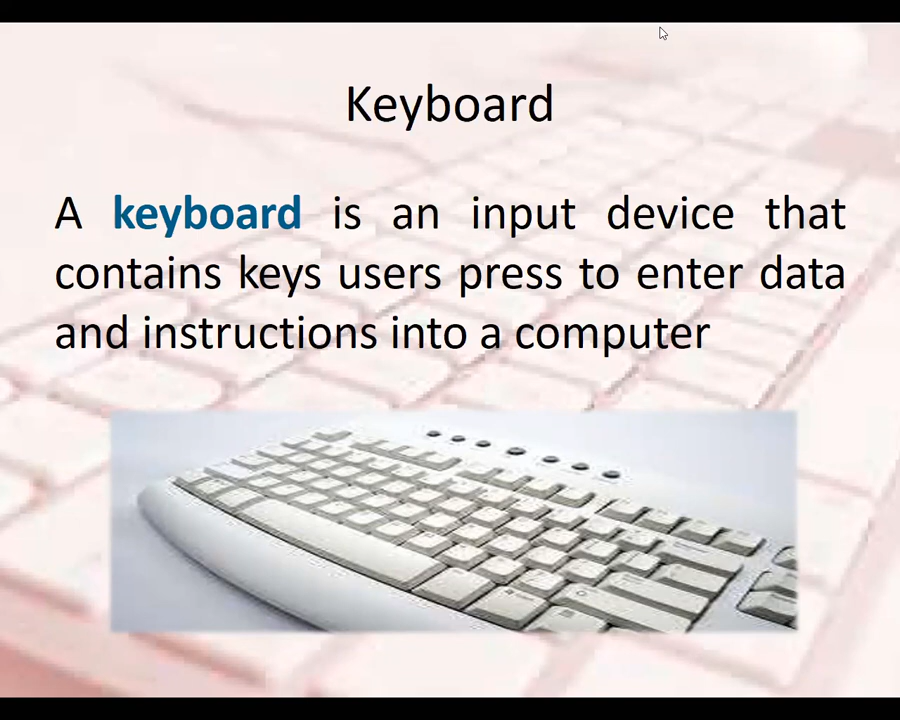 Keyboard
A keyboard is an input device that
contains keys users press to enter data
and instructions into a computer